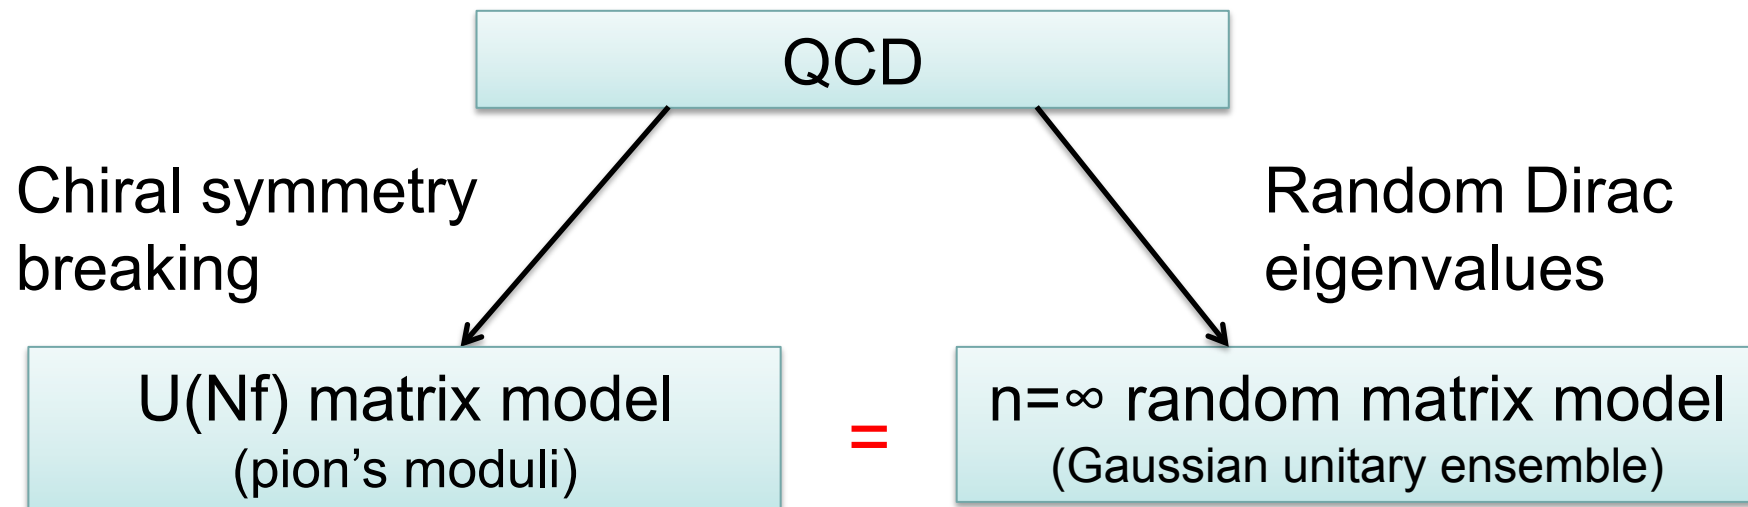 QCD
Chiral symmetry
breaking
Random Dirac
eigenvalues
U(Nf) matrix model
(pion’s moduli)
=
n=∞ random matrix model
(Gaussian unitary ensemble)